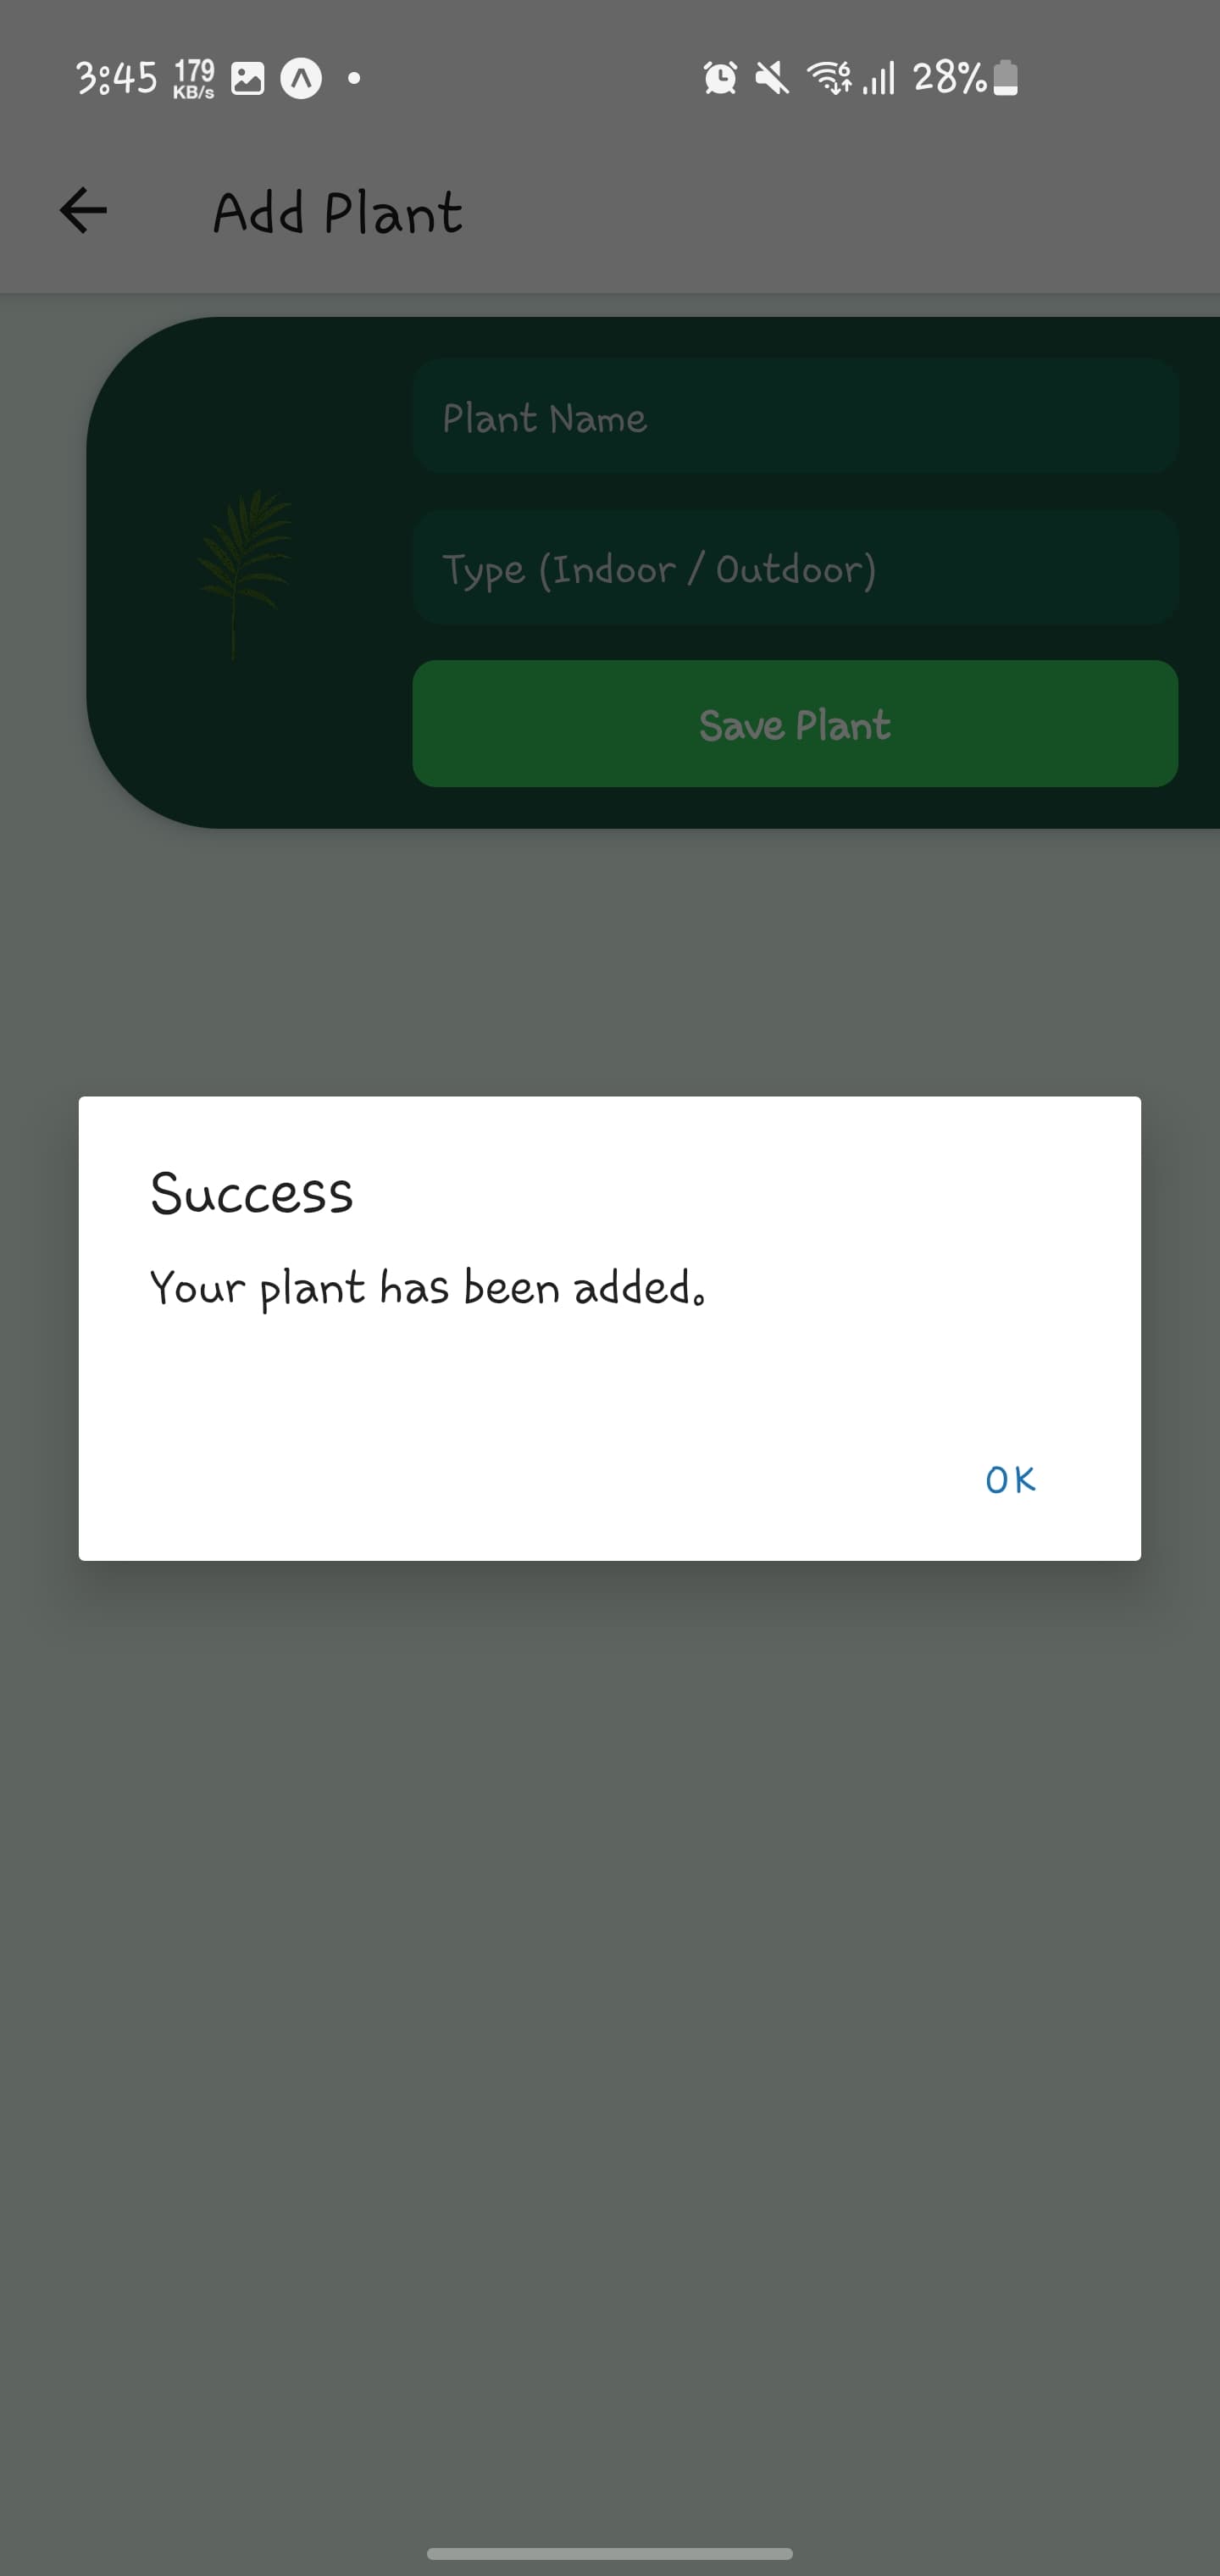 3:45 179 KB/s 28%
Add Plant
Plant Name
Type (Indoor / Outdoor)
Save Plant
Success
Your plant has been added.
OK